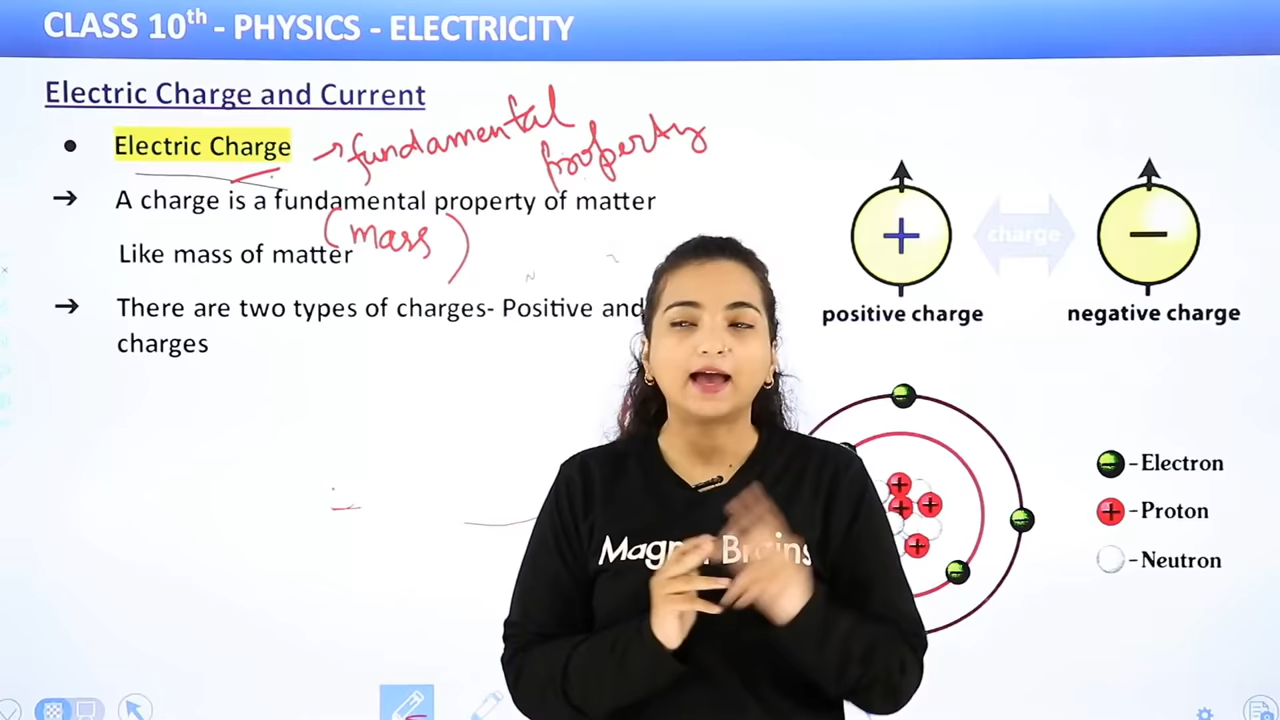 CLASS 10th - PHYSICS - ELECTRICITY
Electric Charge and Current
• Electric Charge → fundamental property
→ A charge is a fundamental property of matter
(mass)
Like mass of matter
→ There are two types of charges- Positive and
charges
+
charge
−
positive charge
negative charge
- Electron
- Proton
- Neutron
Magn Brains